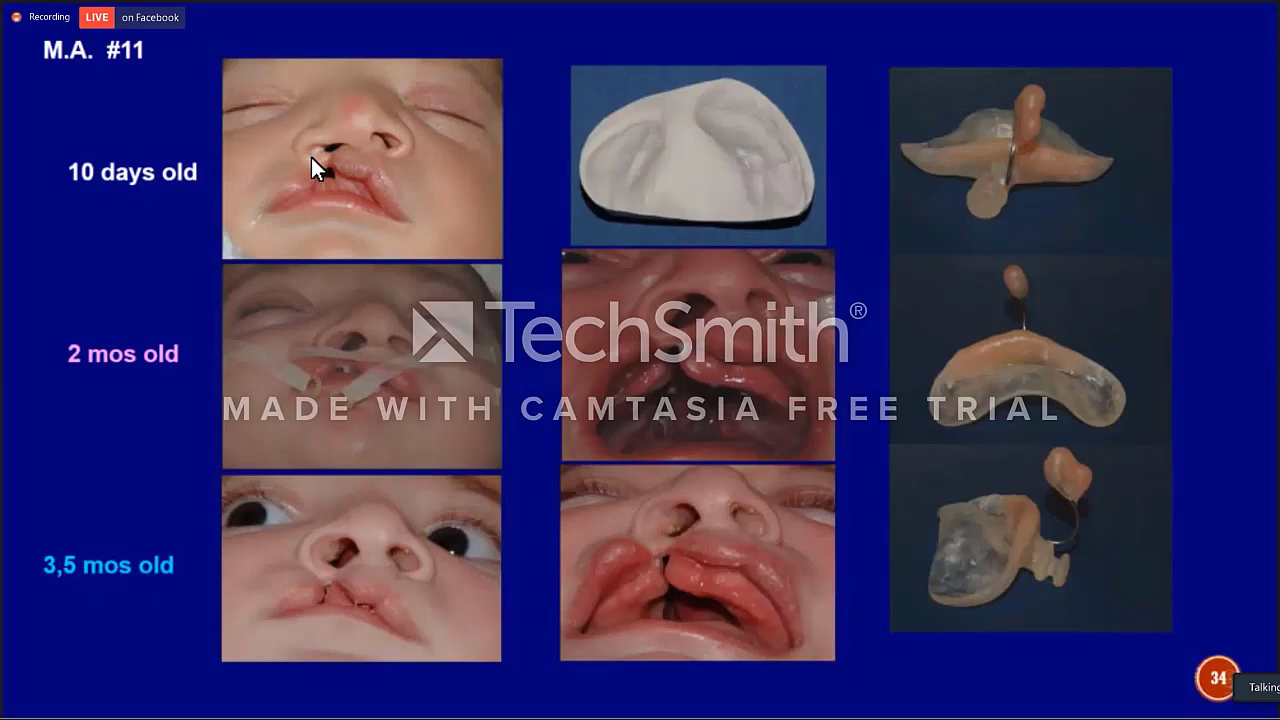 Recording LIVE on Facebook
M.A. #11
10 days old
2 mos old
TechSmith®
MADE WITH CAMTASIA FREE TRIAL
3,5 mos old
34
Talking